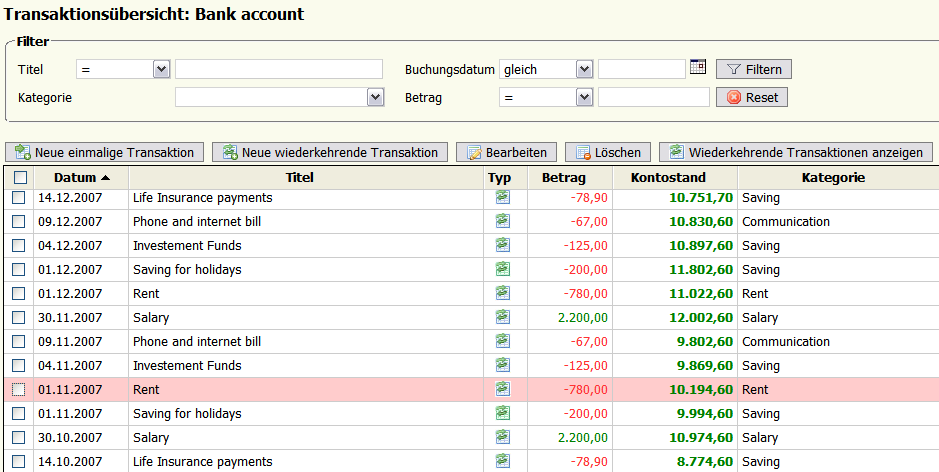 Transaktionsübersicht: Bank account
Filter
Titel = Buchungsdatum gleich Filtern
Kategorie Betrag = Reset
Neue einmalige Transaktion Neue wiederkehrende Transaktion Bearbeiten Löschen Wiederkehrende Transaktionen anzeigen
Datum Titel Typ Betrag Kontostand Kategorie
14.12.2007 Life Insurance payments -78,90 10.751,70 Saving
09.12.2007 Phone and internet bill -67,00 10.830,60 Communication
04.12.2007 Investement Funds -125,00 10.897,60 Saving
01.12.2007 Saving for holidays -200,00 11.802,60 Saving
01.12.2007 Rent -780,00 11.022,60 Rent
30.11.2007 Salary 2.200,00 12.002,60 Salary
09.11.2007 Phone and internet bill -67,00 9.802,60 Communication
04.11.2007 Investement Funds -125,00 9.869,60 Saving
01.11.2007 Rent -780,00 10.194,60 Rent
01.11.2007 Saving for holidays -200,00 9.994,60 Saving
30.10.2007 Salary 2.200,00 10.974,60 Salary
14.10.2007 Life Insurance payments -78,90 8.774,60 Saving